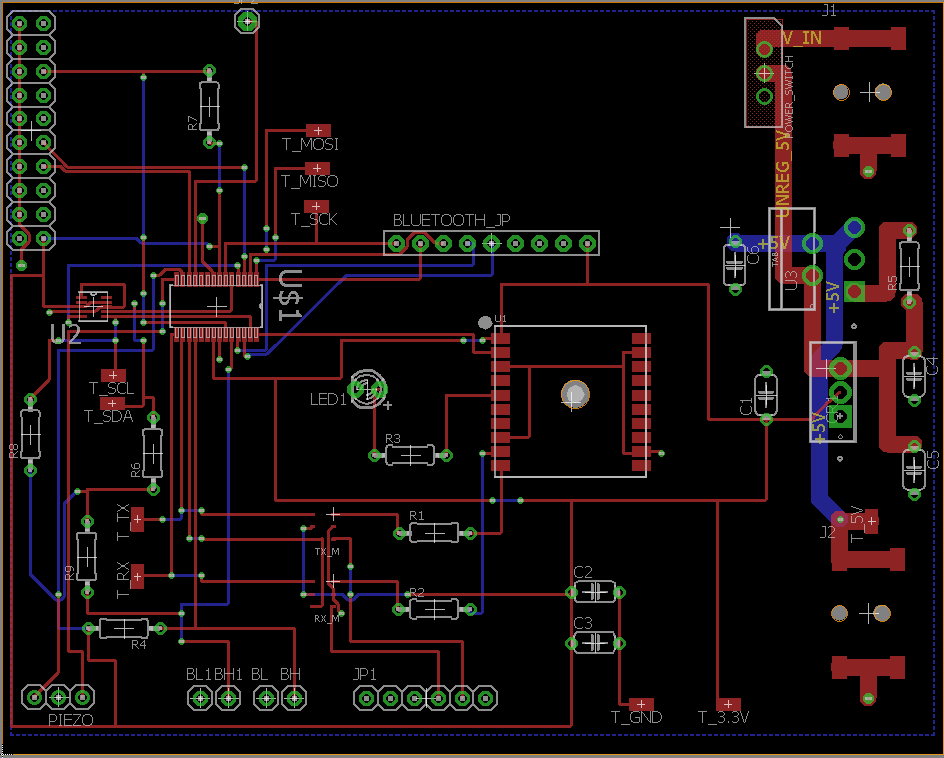 J1
V_IN
POWER_SWITCH
R7
T_MOSI
T_MISO
T_SCK
UNREG_5V
BLUETOOTH_JP
+5V
C6
TAB
U3
R5
U$1
+5V
U2
U1
T_SCL
LED1
T_SDA
C1
C4
+5V
R3
R8
R6
C5
T_TX
R1
T_5V
J2
TX_M
R9
T_RX
C2
R2
RX_M
C3
R4
BL1
BH1
BL
BH
JP1
PIEZO
T_GND
T_3.3V